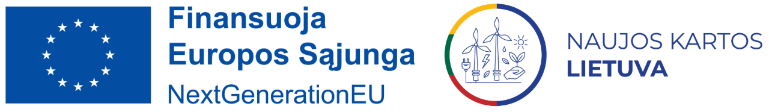 Finansuoja
Europos Sąjunga
NextGenerationEU
NAUJOS KARTOS
LIETUVA